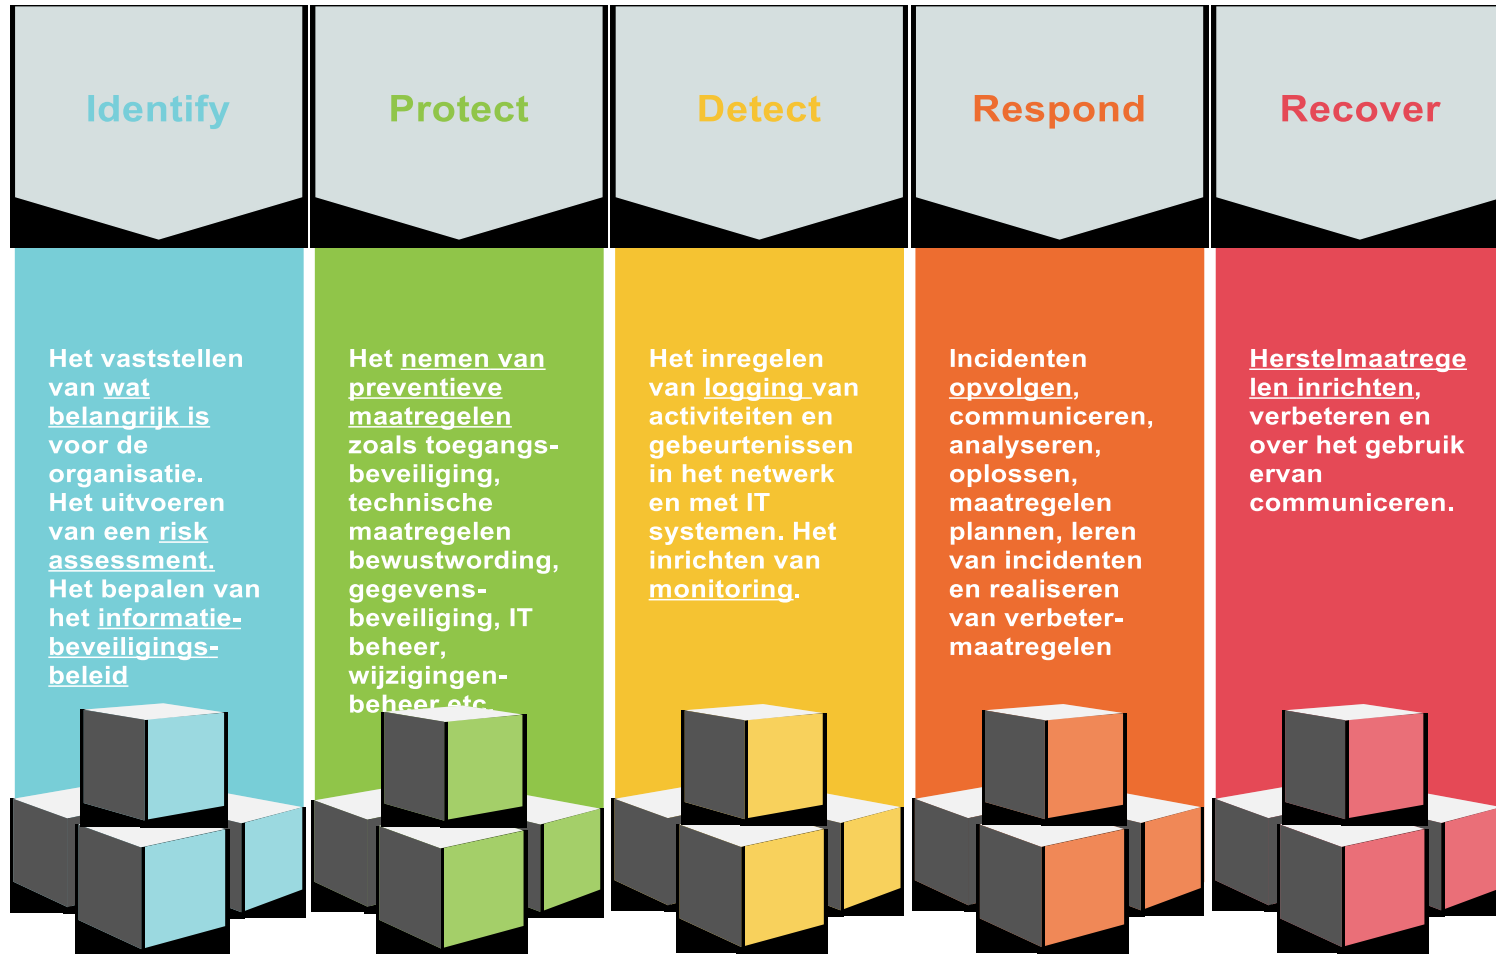 Identify
Protect
Detect
Respond
Recover
Het vaststellen
van wat
belangrijk is
voor de
organisatie.
Het uitvoeren
van een risk
assessment.
Het bepalen van
het informatie-
beveiligings-
beleid
Het nemen van
preventieve
maatregelen
zoals toegangs-
beveiliging,
technische
maatregelen
bewustwording,
gegevens-
beveiliging, IT
beheer,
wijzigingen-
beheer etc.
Het inregelen
van logging van
activiteiten en
gebeurtenissen
in het netwerk
en met IT
systemen. Het
inrichten van
monitoring.
Incidenten
opvolgen,
communiceren,
analyseren,
oplossen,
maatregelen
plannen, leren
van incidenten
en realiseren
van verbeter-
maatregelen
Herstelmaatrege
len inrichten,
verbeteren en
over het gebruik
ervan
communiceren.